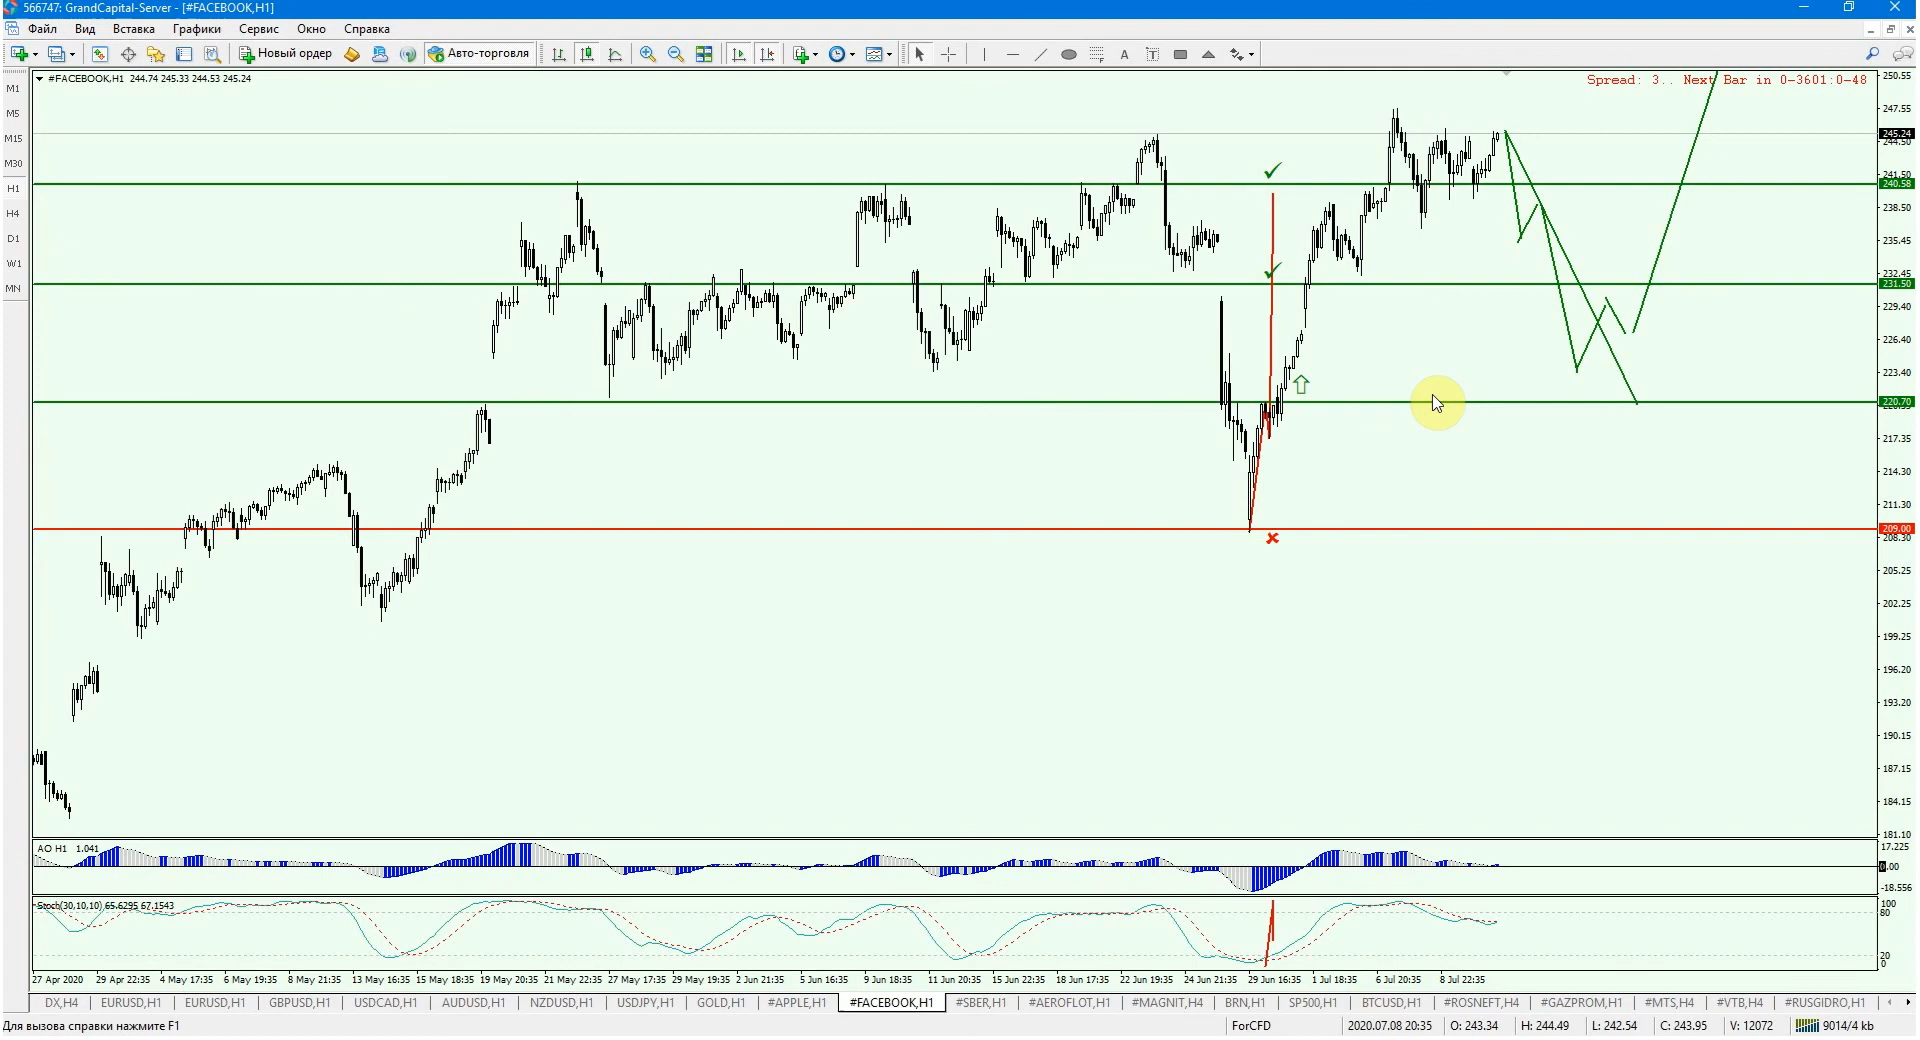 566747: GrandCapital-Server - [#FACEBOOK,H1]
Файл Вид Вставка Графики Сервис Окно Справка
Новый ордер Авто-торговля
#FACEBOOK,H1 244.74 245.33 244.53 245.24
Spread: 3.. Next Bar in 0-3601:0-48
M1
M5
M15
M30
H1
H4
D1
W1
MN
250.55
247.55
245.24
244.50
241.50
240.58
238.50
235.45
232.45
231.50
229.40
226.40
223.40
220.70
217.35
214.30
211.30
209.00
208.30
205.25
202.25
199.25
196.20
193.20
190.15
187.15
184.15
181.10
AO H1 1.041
17.225
0.00
-18.556
Stoch(30,10,10) 65.6295 67.1543
100
80
20
0
27 Apr 2020 29 Apr 22:35 4 May 17:35 6 May 19:35 8 May 21:35 13 May 16:35 15 May 18:35 19 May 20:35 21 May 22:35 27 May 17:35 29 May 19:35 2 Jun 21:35 5 Jun 16:35 9 Jun 18:35 11 Jun 20:35 15 Jun 22:35 18 Jun 17:35 22 Jun 19:35 24 Jun 21:35 29 Jun 16:35 1 Jul 18:35 6 Jul 20:35 8 Jul 22:35
DX,H4 EURUSD,H1 EURUSD,H1 GBPUSD,H1 USDCAD,H1 AUDUSD,H1 NZDUSD,H1 USDJPY,H1 GOLD,H1 #APPLE,H1 #FACEBOOK,H1 #SBER,H1 #AEROFLOT,H1 #MAGNIT,H4 BRN,H1 SP500,H1 BTCUSD,H1 #ROSNEFT,H4 #GAZPROM,H1 #MTS,H4 #VTB,H4 #RUSGIDRO,H1
Для вызова справки нажмите F1 ForCFD 2020.07.08 20:35 O: 243.34 H: 244.49 L: 242.54 C: 243.95 V: 12072 9014/4 kb